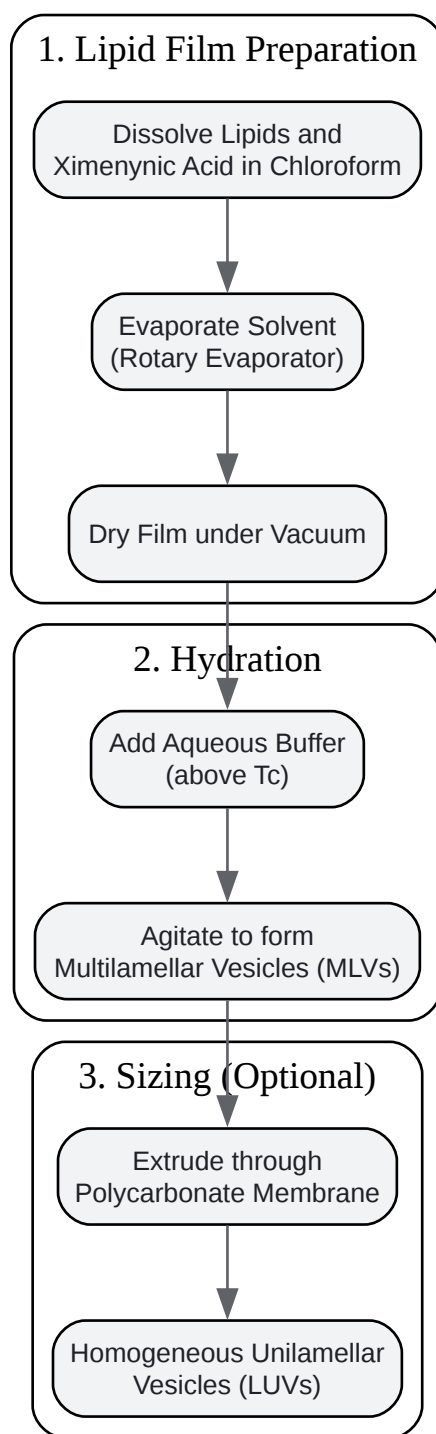 1. Lipid Film Preparation
Dissolve Lipids and
Ximenynic Acid in Chloroform
Evaporate Solvent
(Rotary Evaporator)
Dry Film under Vacuum
2. Hydration
Add Aqueous Buffer
(above Tc)
Agitate to form
Multilamellar Vesicles (MLVs)
3. Sizing (Optional)
Extrude through
Polycarbonate Membrane
Homogeneous Unilamellar
Vesicles (LUVs)